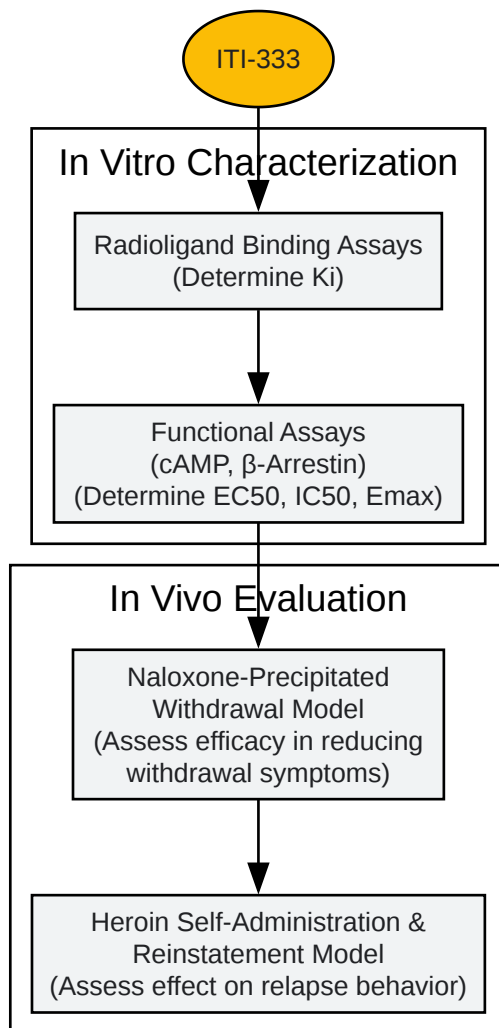 ITI-333
In Vitro Characterization
Radioligand Binding Assays
(Determine Ki)
Functional Assays
(cAMP, β-Arrestin)
(Determine EC50, IC50, Emax)
In Vivo Evaluation
Naloxone-Precipitated
Withdrawal Model
(Assess efficacy in reducing
withdrawal symptoms)
Heroin Self-Administration &
Reinstatement Model
(Assess effect on relapse behavior)